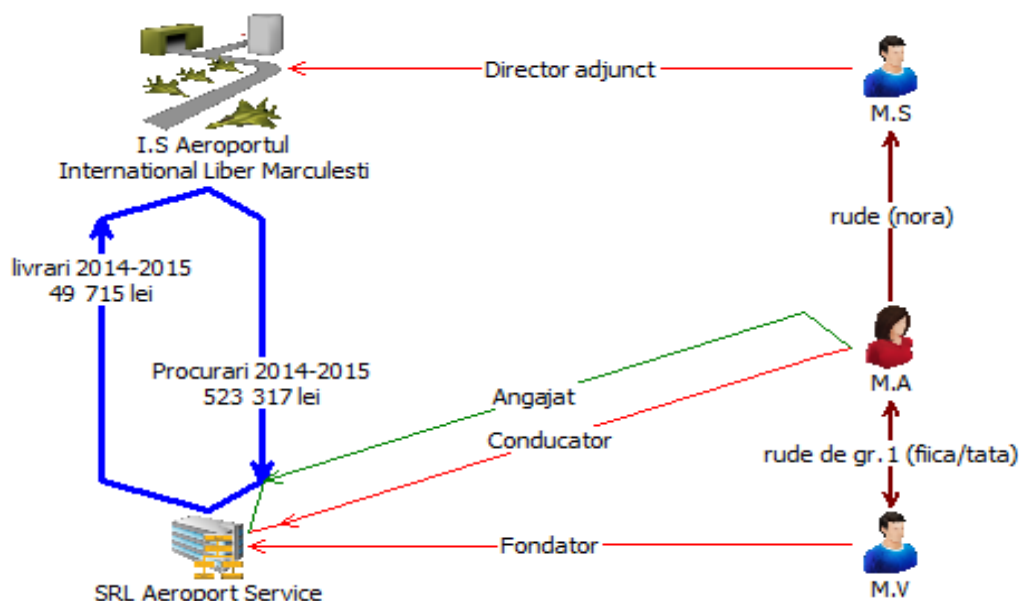 Director adjunct
M.S
I.S Aeroportul
International Liber Marculesti
rude (nora)
livrari 2014-2015
49 715 lei
Procurari 2014-2015
523 317 lei
M.A
Angajat
Conducator
rude de gr.1 (fiica/tata)
Fondator
SRL Aeroport Service
M.V